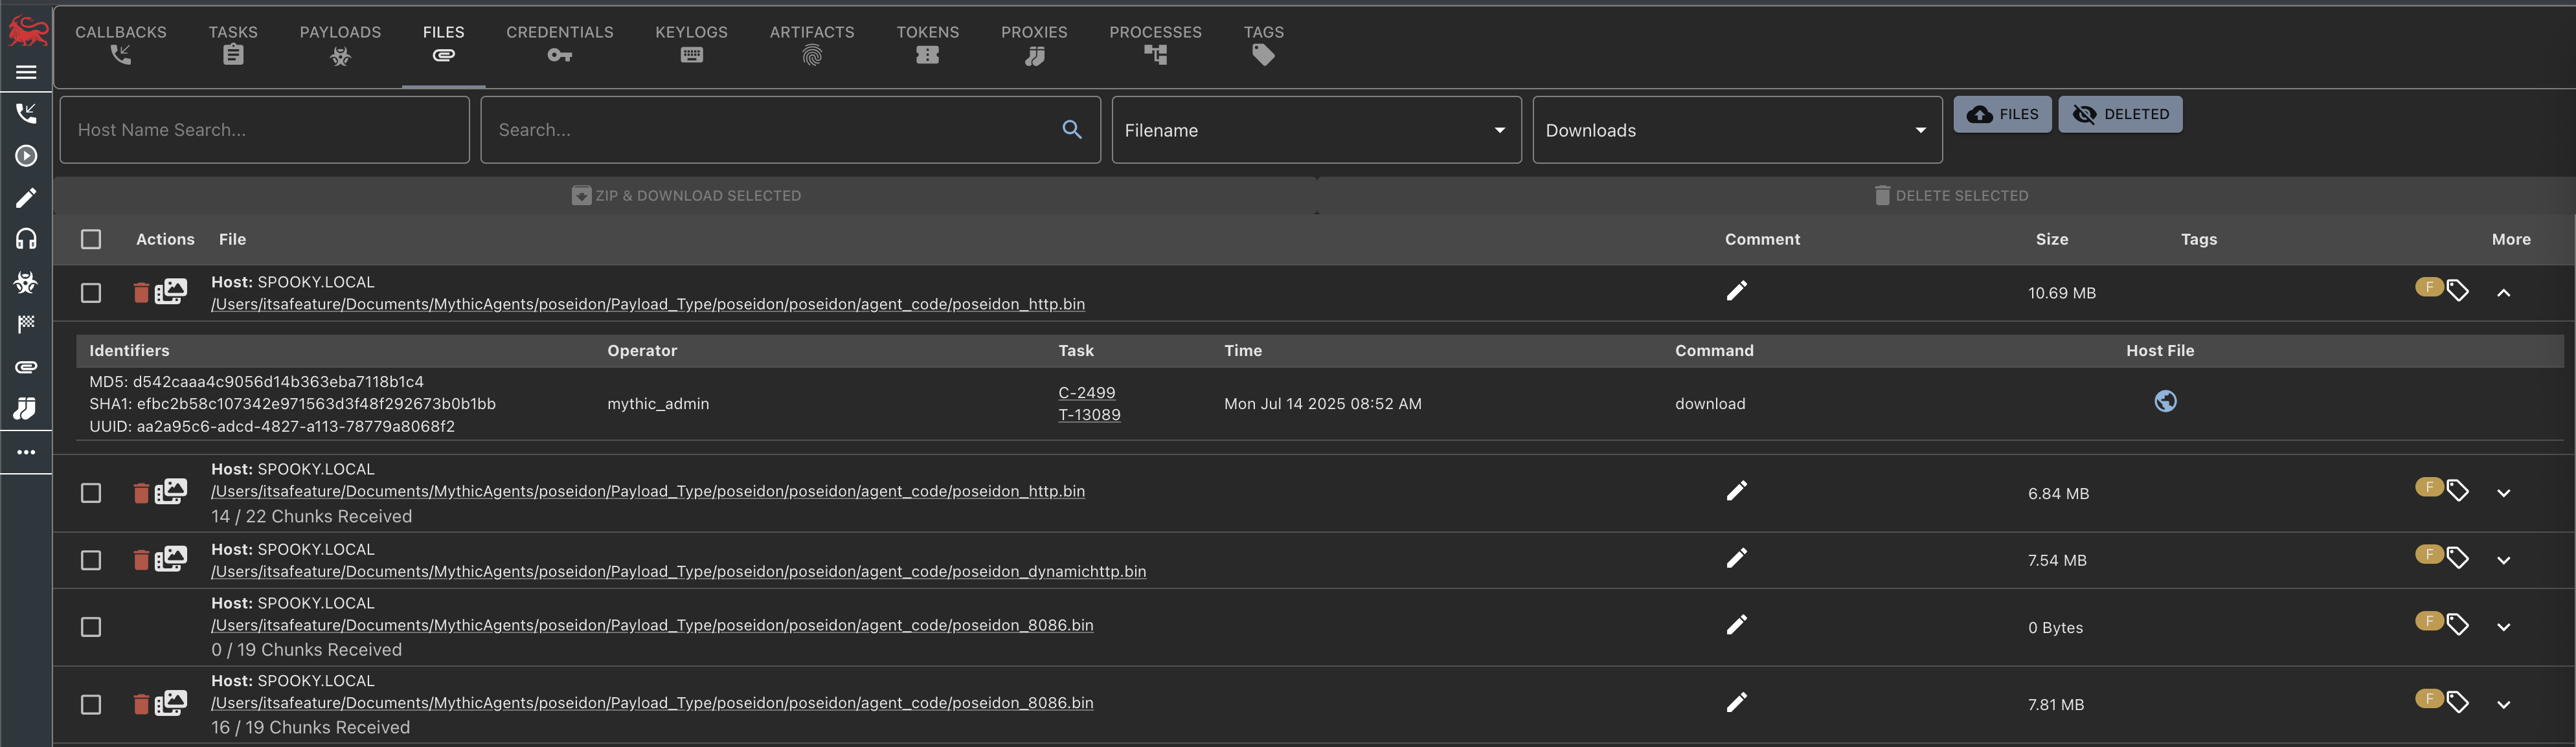 CALLBACKS TASKS PAYLOADS FILES CREDENTIALS KEYLOGS ARTIFACTS TOKENS PROXIES PROCESSES TAGS
Host Name Search... Search... Filename Downloads FILES DELETED
ZIP & DOWNLOAD SELECTED DELETE SELECTED
Actions File Comment Size Tags More
Host: SPOOKY.LOCAL
/Users/itsafeature/Documents/MythicAgents/poseidon/Payload_Type/poseidon/poseidon/agent_code/poseidon_http.bin 10.69 MB F
Identifiers Operator Task Time Command Host File
MD5: d542caaa4c9056d14b363eba7118b1c4
SHA1: efbc2b58c107342e971563d3f48f292673b0b1bb
UUID: aa2a95c6-adcd-4827-a113-78779a8068f2
mythic_admin
C-2499
T-13089
Mon Jul 14 2025 08:52 AM
download
Host: SPOOKY.LOCAL
/Users/itsafeature/Documents/MythicAgents/poseidon/Payload_Type/poseidon/poseidon/agent_code/poseidon_http.bin 6.84 MB F
14 / 22 Chunks Received
Host: SPOOKY.LOCAL
/Users/itsafeature/Documents/MythicAgents/poseidon/Payload_Type/poseidon/poseidon/agent_code/poseidon_dynamichttp.bin 7.54 MB F
Host: SPOOKY.LOCAL
/Users/itsafeature/Documents/MythicAgents/poseidon/Payload_Type/poseidon/poseidon/agent_code/poseidon_8086.bin 0 Bytes F
0 / 19 Chunks Received
Host: SPOOKY.LOCAL
/Users/itsafeature/Documents/MythicAgents/poseidon/Payload_Type/poseidon/poseidon/agent_code/poseidon_8086.bin 7.81 MB F
16 / 19 Chunks Received